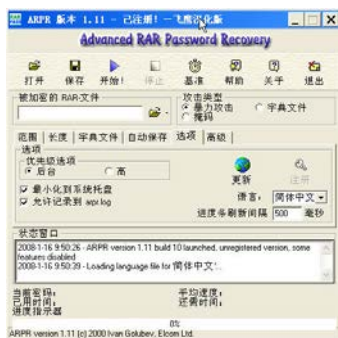 ARPR 版本 1.11 - 已注册! 一飞度汉化版
Advanced RAR Password Recovery
打开 保存 开始! 停止 基准 帮助 关于 退出
被加密的 RAR-文件
攻击类型
暴力攻击 字典文件
掩码
范围 长度 字典文件 自动保存 选项 高级
选项
优先级选项
后台 高
更新 注册
最小化到系统托盘
允许记录到 arpr.log
语言: 简体中文
进度条刷新间隔 500 毫秒
状态窗口
2008-1-16 9:50:26 - ARPR version 1.11 build 10 launched, unregistered version, some
features disabled
2008-1-16 9:50:39 - Loading language file for '简体中文'...
当前密码: 平均速度:
已用时间: 还需时间:
进度指示器
0%
ARPR version 1.11 (c) 2000 Ivan Golubev, Elcom Ltd.